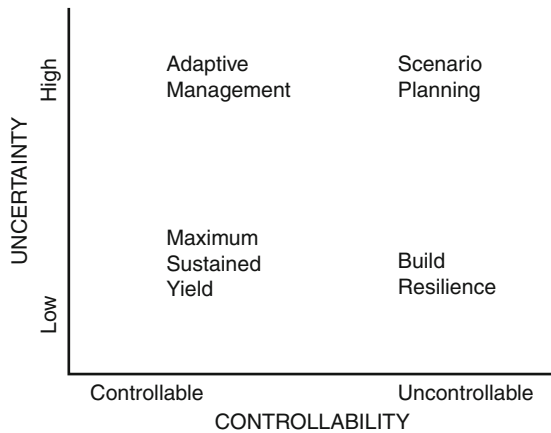 UNCERTAINTY
High
Low
Adaptive
Management
Scenario
Planning
Maximum
Sustained
Yield
Build
Resilience
Controllable
Uncontrollable
CONTROLLABILITY